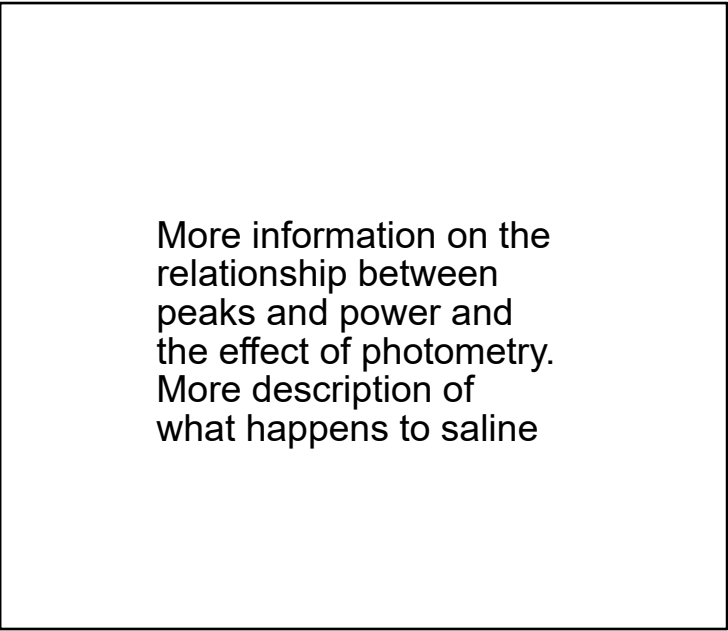 More information on the
relationship between
peaks and power and
the effect of photometry.
More description of
what happens to saline